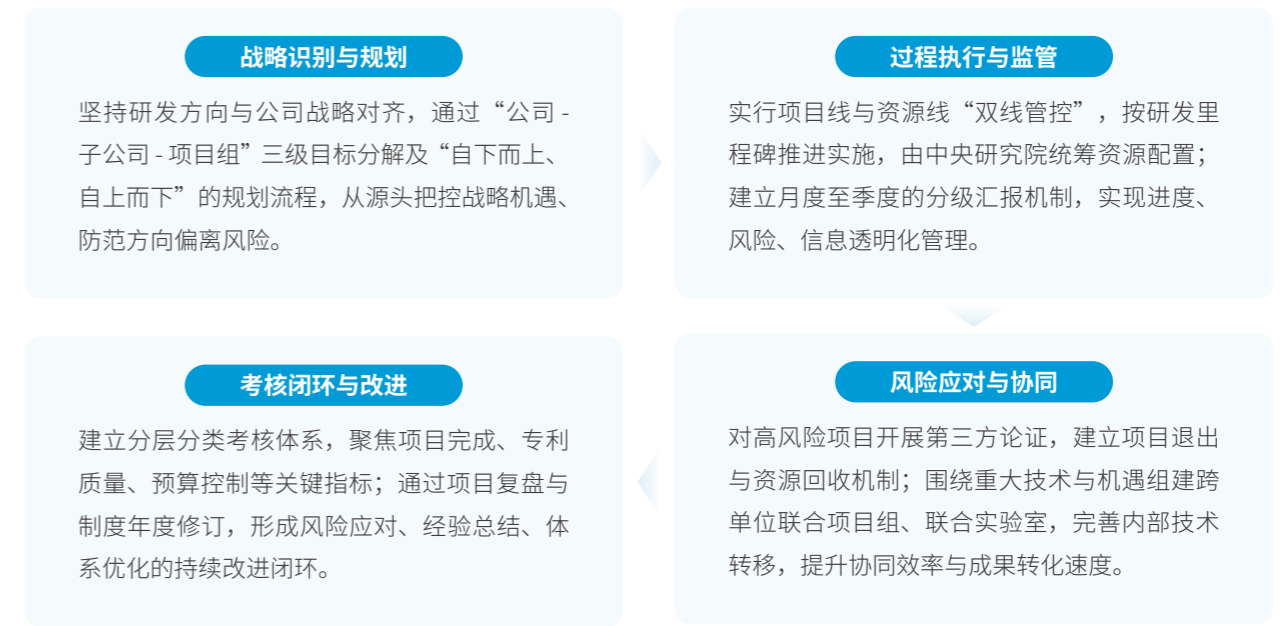 战略识别与规划
坚持研发方向与公司战略对齐，通过“公司 -
子公司 - 项目组”三级目标分解及“自下而上、
自上而下”的规划流程，从源头把控战略机遇、
防范方向偏离风险。
过程执行与监管
实行项目线与资源线“双线管控”，按研发里
程碑推进实施，由中央研究院统筹资源配置；
建立月度至季度的分级汇报机制，实现进度、
风险、信息透明化管理。
风险应对与协同
对高风险项目开展第三方论证，建立项目退出
与资源回收机制；围绕重大技术与机遇组建跨
单位联合项目组、联合实验室，完善内部技术
转移，提升协同效率与成果转化速度。
考核闭环与改进
建立分层分类考核体系，聚焦项目完成、专利
质量、预算控制等关键指标；通过项目复盘与
制度年度修订，形成风险应对、经验总结、体
系优化的持续改进闭环。